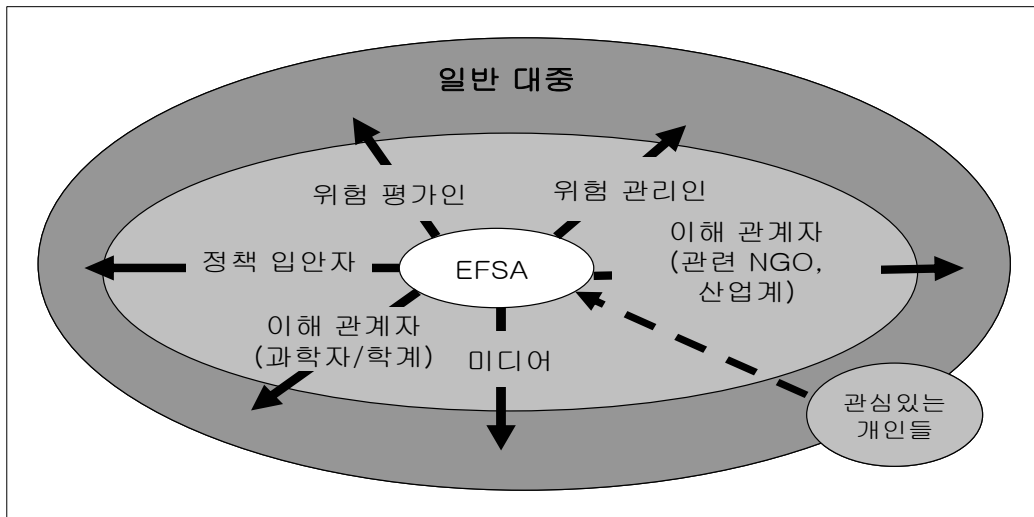 일반 대중
위험 평가인
위험 관리인
정책 입안자
EFSA
이해 관계자
(관련 NGO,
산업계)
이해 관계자
(과학자/학계)
미디어
관심있는
개인들